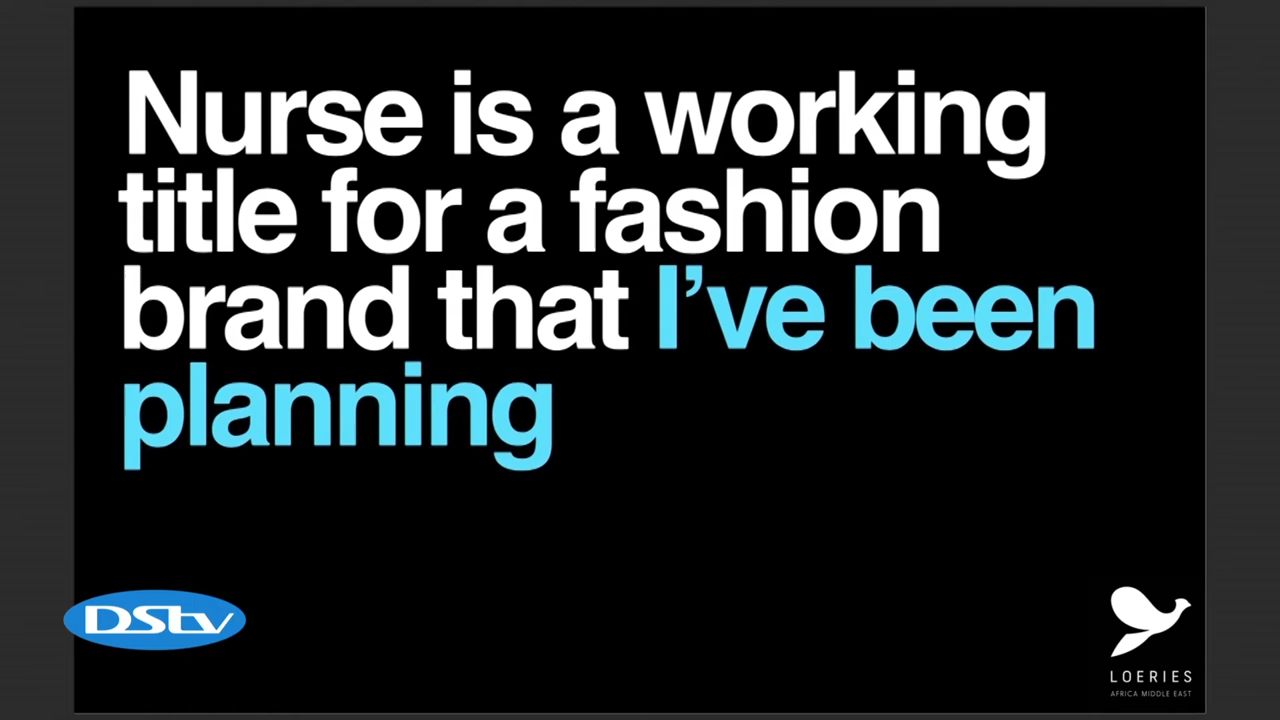 Nurse is a working
title for a fashion
brand that I’ve been
planning
DStv
LOERIES
AFRICA MIDDLE EAST